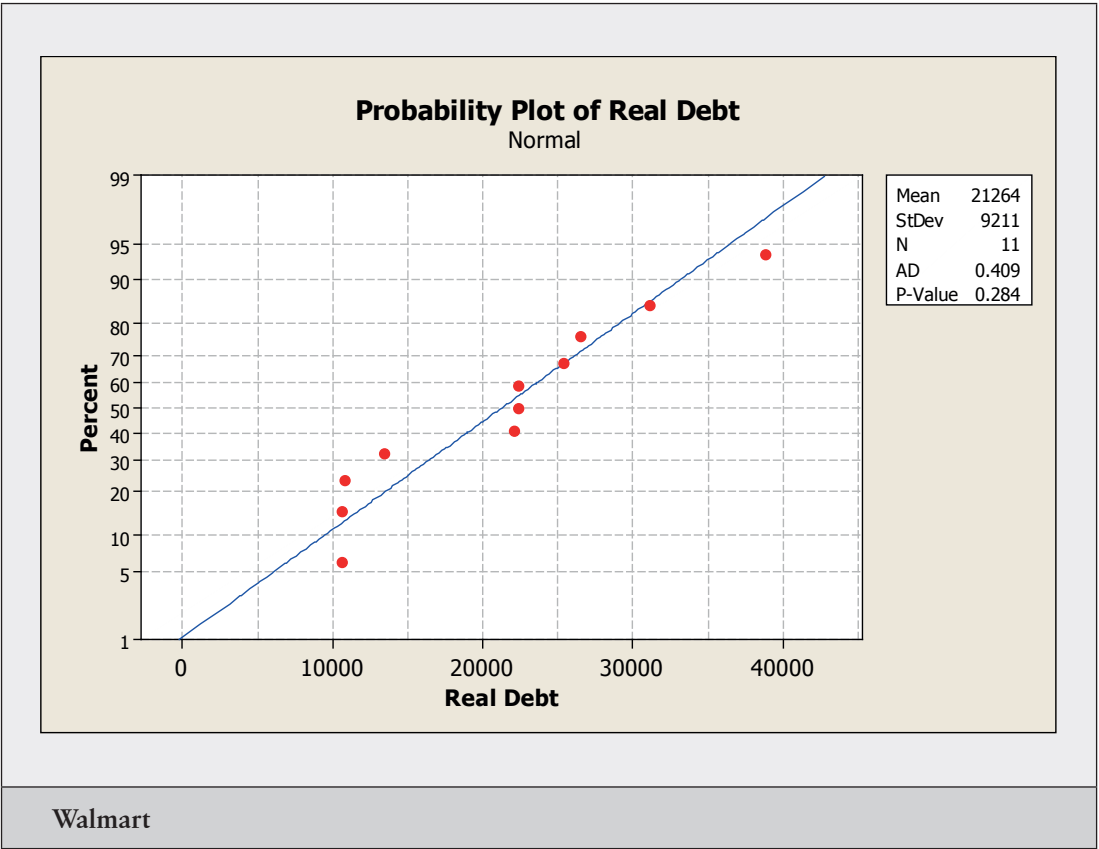 Probability Plot of Real Debt
Normal
99
95
90
80
70
60
50
40
30
20
10
5
1
Percent
0 10000 20000 30000 40000
Real Debt
Mean 21264
StDev 9211
N 11
AD 0.409
P-Value 0.284
Walmart